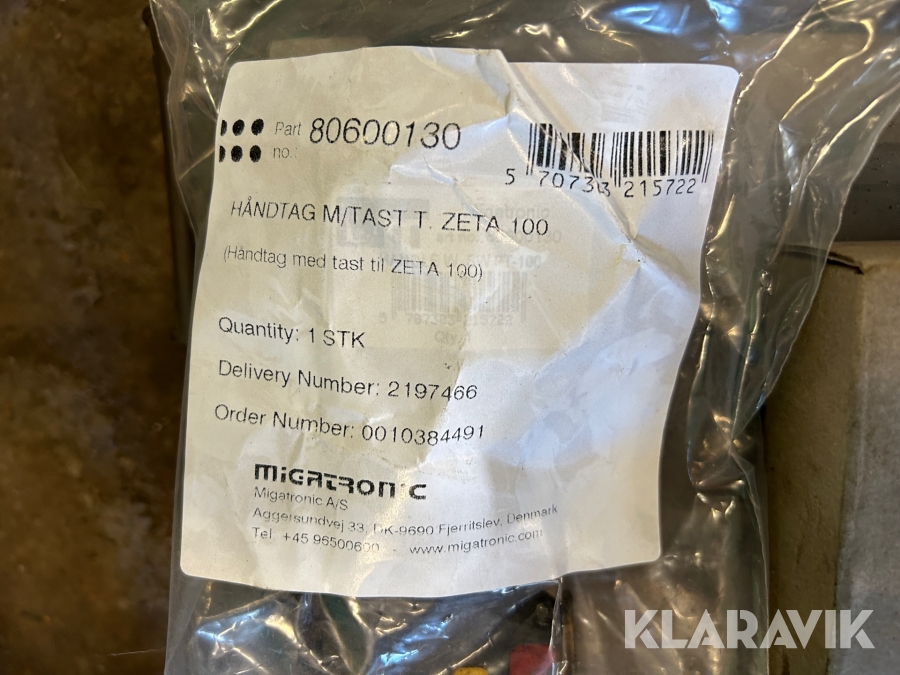 Part no.: 80600130
5 707383 215722
HÅNDTAG M/TAST T. ZETA 100
(Håndtag med tast til ZETA 100)
Quantity: 1 STK
Delivery Number: 2197466
Order Number: 0010384491
MIGATRONIC
Migatronic A/S
Aggersundvej 33, DK-9690 Fjerritslev, Denmark
Tel. +45 96500600 - www.migatronic.com
KLARAVIK